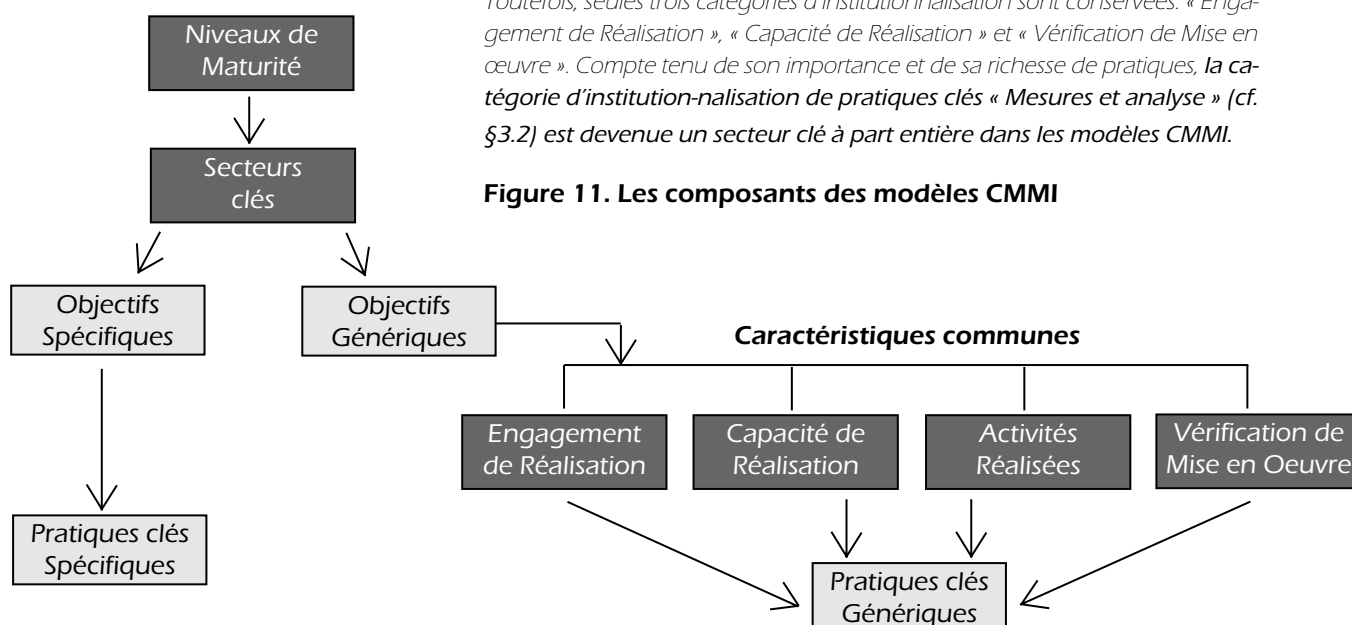 Toutefois, seules trois catégories d'institutionnalisation sont conservées: « Enga-
gement de Réalisation », « Capacité de Réalisation » et « Vérification de Mise en
œuvre ». Compte tenu de son importance et de sa richesse de pratiques, la ca-
tégorie d'institution-nalisation de pratiques clés « Mesures et analyse » (cf.
§3.2) est devenue un secteur clé à part entière dans les modèles CMMI.
Figure 11. Les composants des modèles CMMI
Niveaux de
Maturité
Secteurs
clés
Objectifs
Spécifiques
Objectifs
Génériques
Caractéristiques communes
Engagement
de Réalisation
Capacité de
Réalisation
Activités
Réalisées
Vérification de
Mise en Oeuvre
Pratiques clés
Spécifiques
Pratiques clés
Génériques